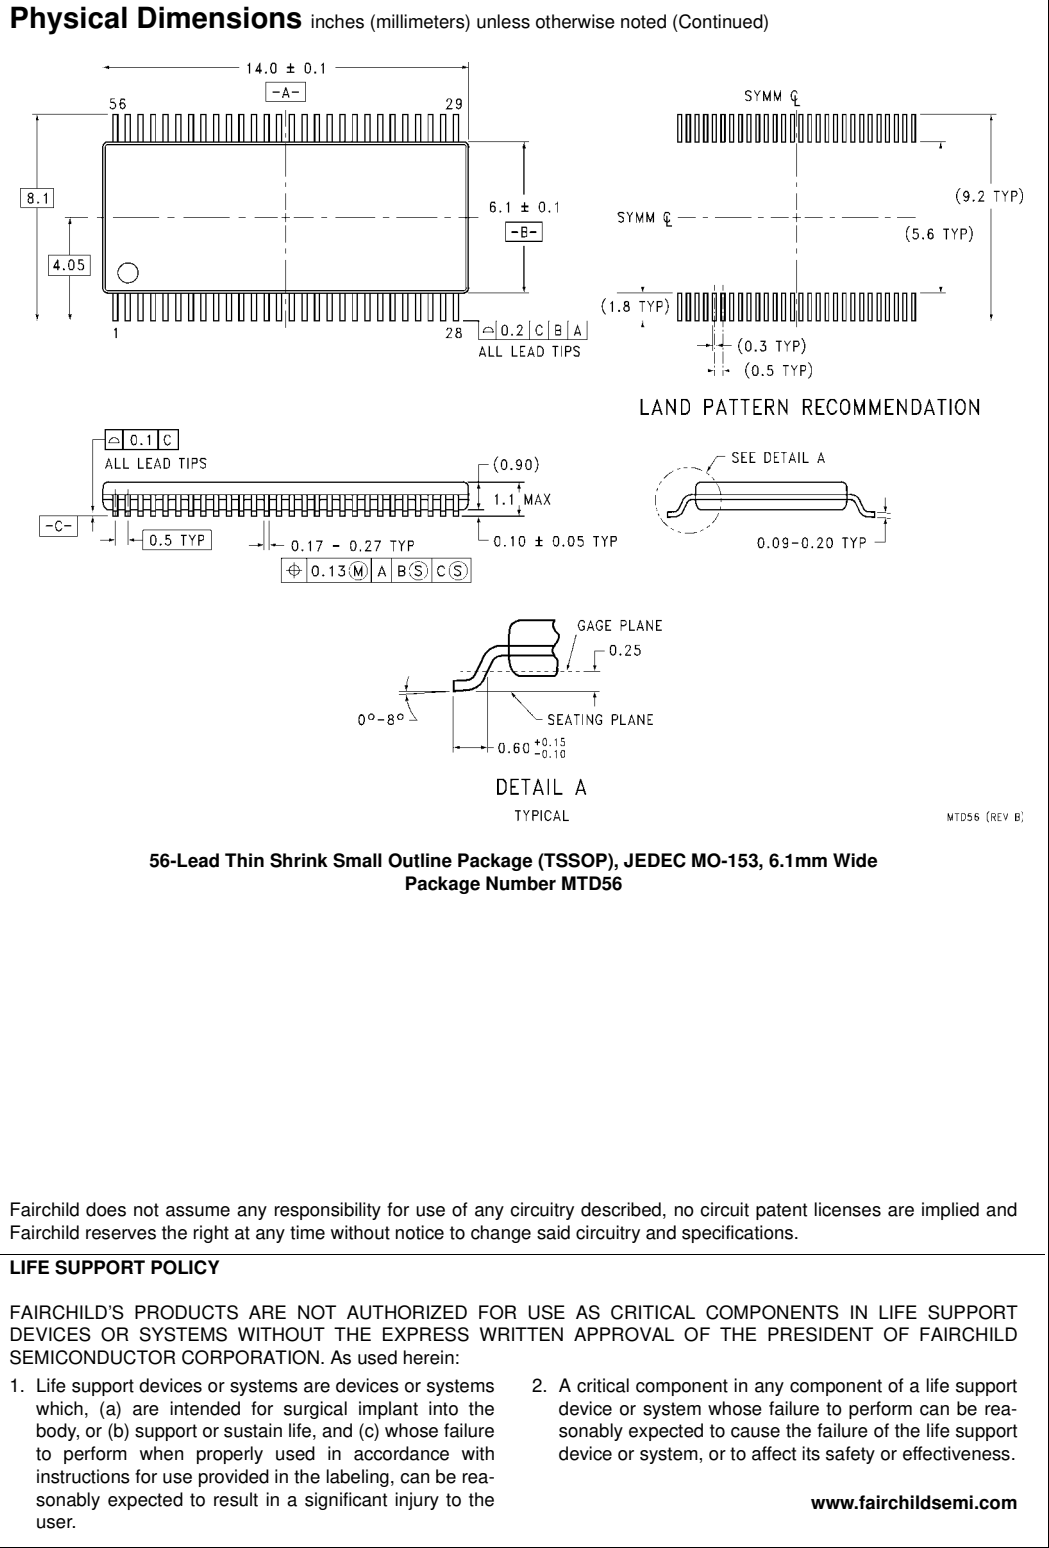 Physical Dimensions inches (millimeters) unless otherwise noted (Continued)
14.0 ± 0.1
-A-
56
29
8.1
4.05
6.1 ± 0.1
-B-
1
28
⌓ 0.2 C B A
ALL LEAD TIPS
SYMM ℄
SYMM ℄
(9.2 TYP)
(5.6 TYP)
(1.8 TYP)
(0.3 TYP)
(0.5 TYP)
LAND PATTERN RECOMMENDATION
⌓ 0.1 C
ALL LEAD TIPS
(0.90)
1.1 MAX
-C-
0.5 TYP
0.17 - 0.27 TYP
0.10 ± 0.05 TYP
⌖ 0.13 Ⓜ A B Ⓢ C Ⓢ
SEE DETAIL A
0.09-0.20 TYP
GAGE PLANE
0.25
0°-8°
SEATING PLANE
0.60 +0.15 -0.10
DETAIL A
TYPICAL
MTD56 (REV B)
56-Lead Thin Shrink Small Outline Package (TSSOP), JEDEC MO-153, 6.1mm Wide
Package Number MTD56
Fairchild does not assume any responsibility for use of any circuitry described, no circuit patent licenses are implied and
Fairchild reserves the right at any time without notice to change said circuitry and specifications.
LIFE SUPPORT POLICY
FAIRCHILD'S PRODUCTS ARE NOT AUTHORIZED FOR USE AS CRITICAL COMPONENTS IN LIFE SUPPORT
DEVICES OR SYSTEMS WITHOUT THE EXPRESS WRITTEN APPROVAL OF THE PRESIDENT OF FAIRCHILD
SEMICONDUCTOR CORPORATION. As used herein:
1. Life support devices or systems are devices or systems
which, (a) are intended for surgical implant into the
body, or (b) support or sustain life, and (c) whose failure
to perform when properly used in accordance with
instructions for use provided in the labeling, can be rea-
sonably expected to result in a significant injury to the
user.
2. A critical component in any component of a life support
device or system whose failure to perform can be rea-
sonably expected to cause the failure of the life support
device or system, or to affect its safety or effectiveness.
www.fairchildsemi.com